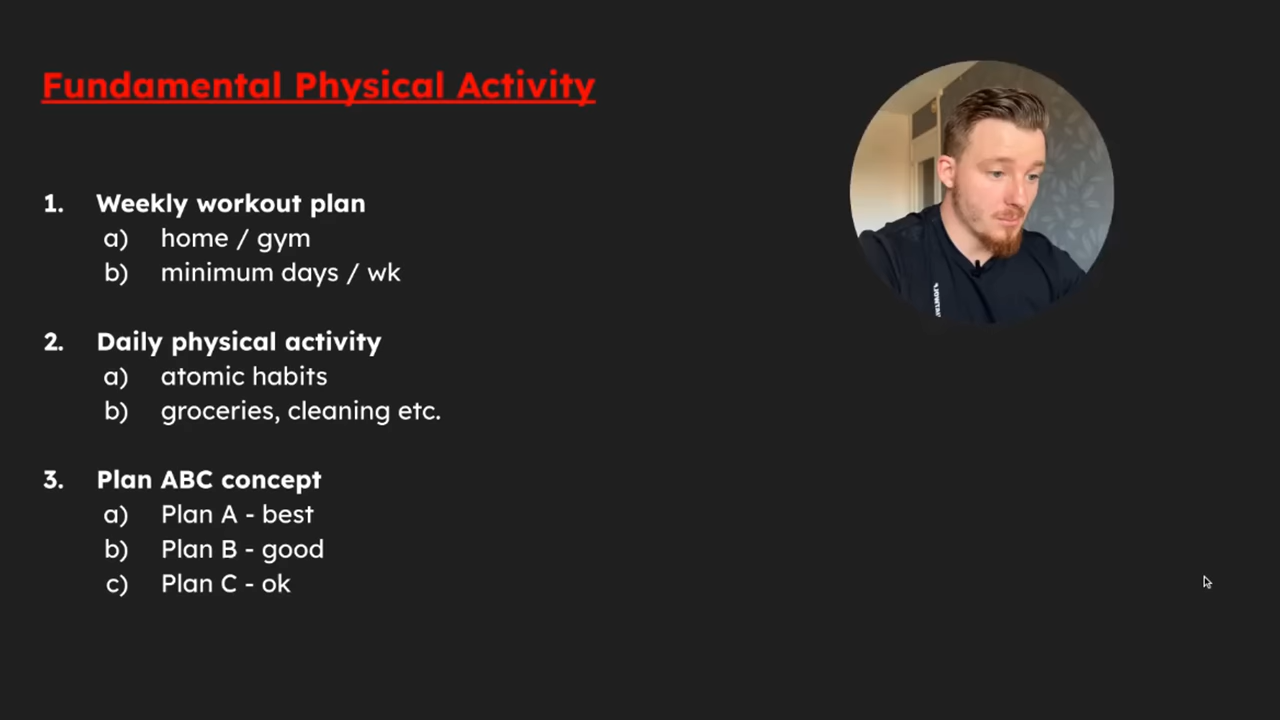 Fundamental Physical Activity
1. Weekly workout plan
a) home / gym
b) minimum days / wk
2. Daily physical activity
a) atomic habits
b) groceries, cleaning etc.
3. Plan ABC concept
a) Plan A - best
b) Plan B - good
c) Plan C - ok